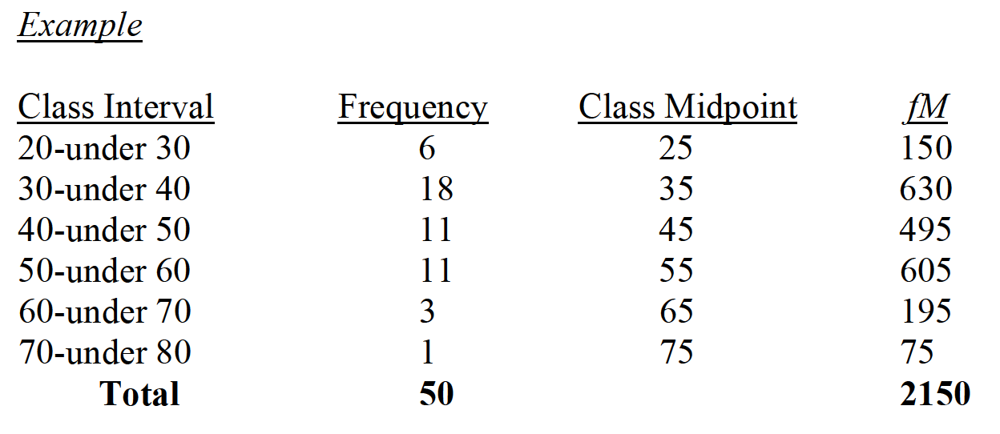 Example
Class Interval Frequency Class Midpoint fM
20-under 30 6 25 150
30-under 40 18 35 630
40-under 50 11 45 495
50-under 60 11 55 605
60-under 70 3 65 195
70-under 80 1 75 75
Total 50 2150